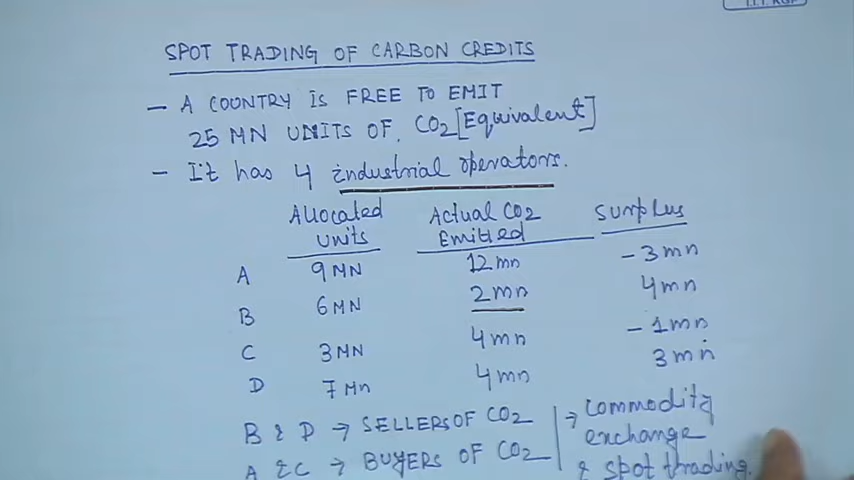 I.I.T. KGP
SPOT TRADING OF CARBON CREDITS
- A COUNTRY IS FREE TO EMIT
25 MN UNITS OF CO2 [Equivalent]
- It has 4 industrial operators.
Allocated Units Actual CO2 Emitted Surplus
A 9 MN 12 mn - 3 mn
B 6 MN 2 mn 4 mn
C 3 MN 4 mn - 1 mn
D 7 Mn 4 mn 3 mn
B & D → SELLERS OF CO2 → commodity
exchange
A & C → BUYERS OF CO2 & spot trading.